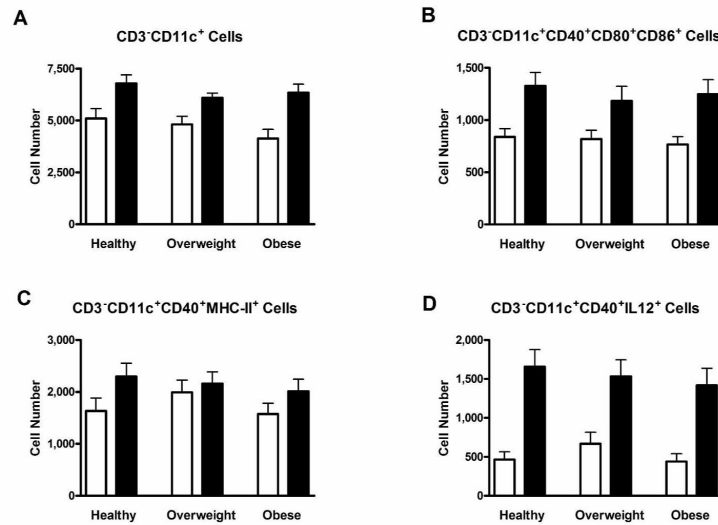 A
CD3⁻CD11c⁺ Cells
Cell Number
7,500
5,000
2,500
0
Healthy Overweight Obese
B
CD3⁻CD11c⁺CD40⁺CD80⁺CD86⁺ Cells
Cell Number
1,500
1,000
500
0
Healthy Overweight Obese
C
CD3⁻CD11c⁺CD40⁺MHC-II⁺ Cells
Cell Number
3,000
2,000
1,000
0
Healthy Overweight Obese
D
CD3⁻CD11c⁺CD40⁺IL12⁺ Cells
Cell Number
2,000
1,500
1,000
500
0
Healthy Overweight Obese